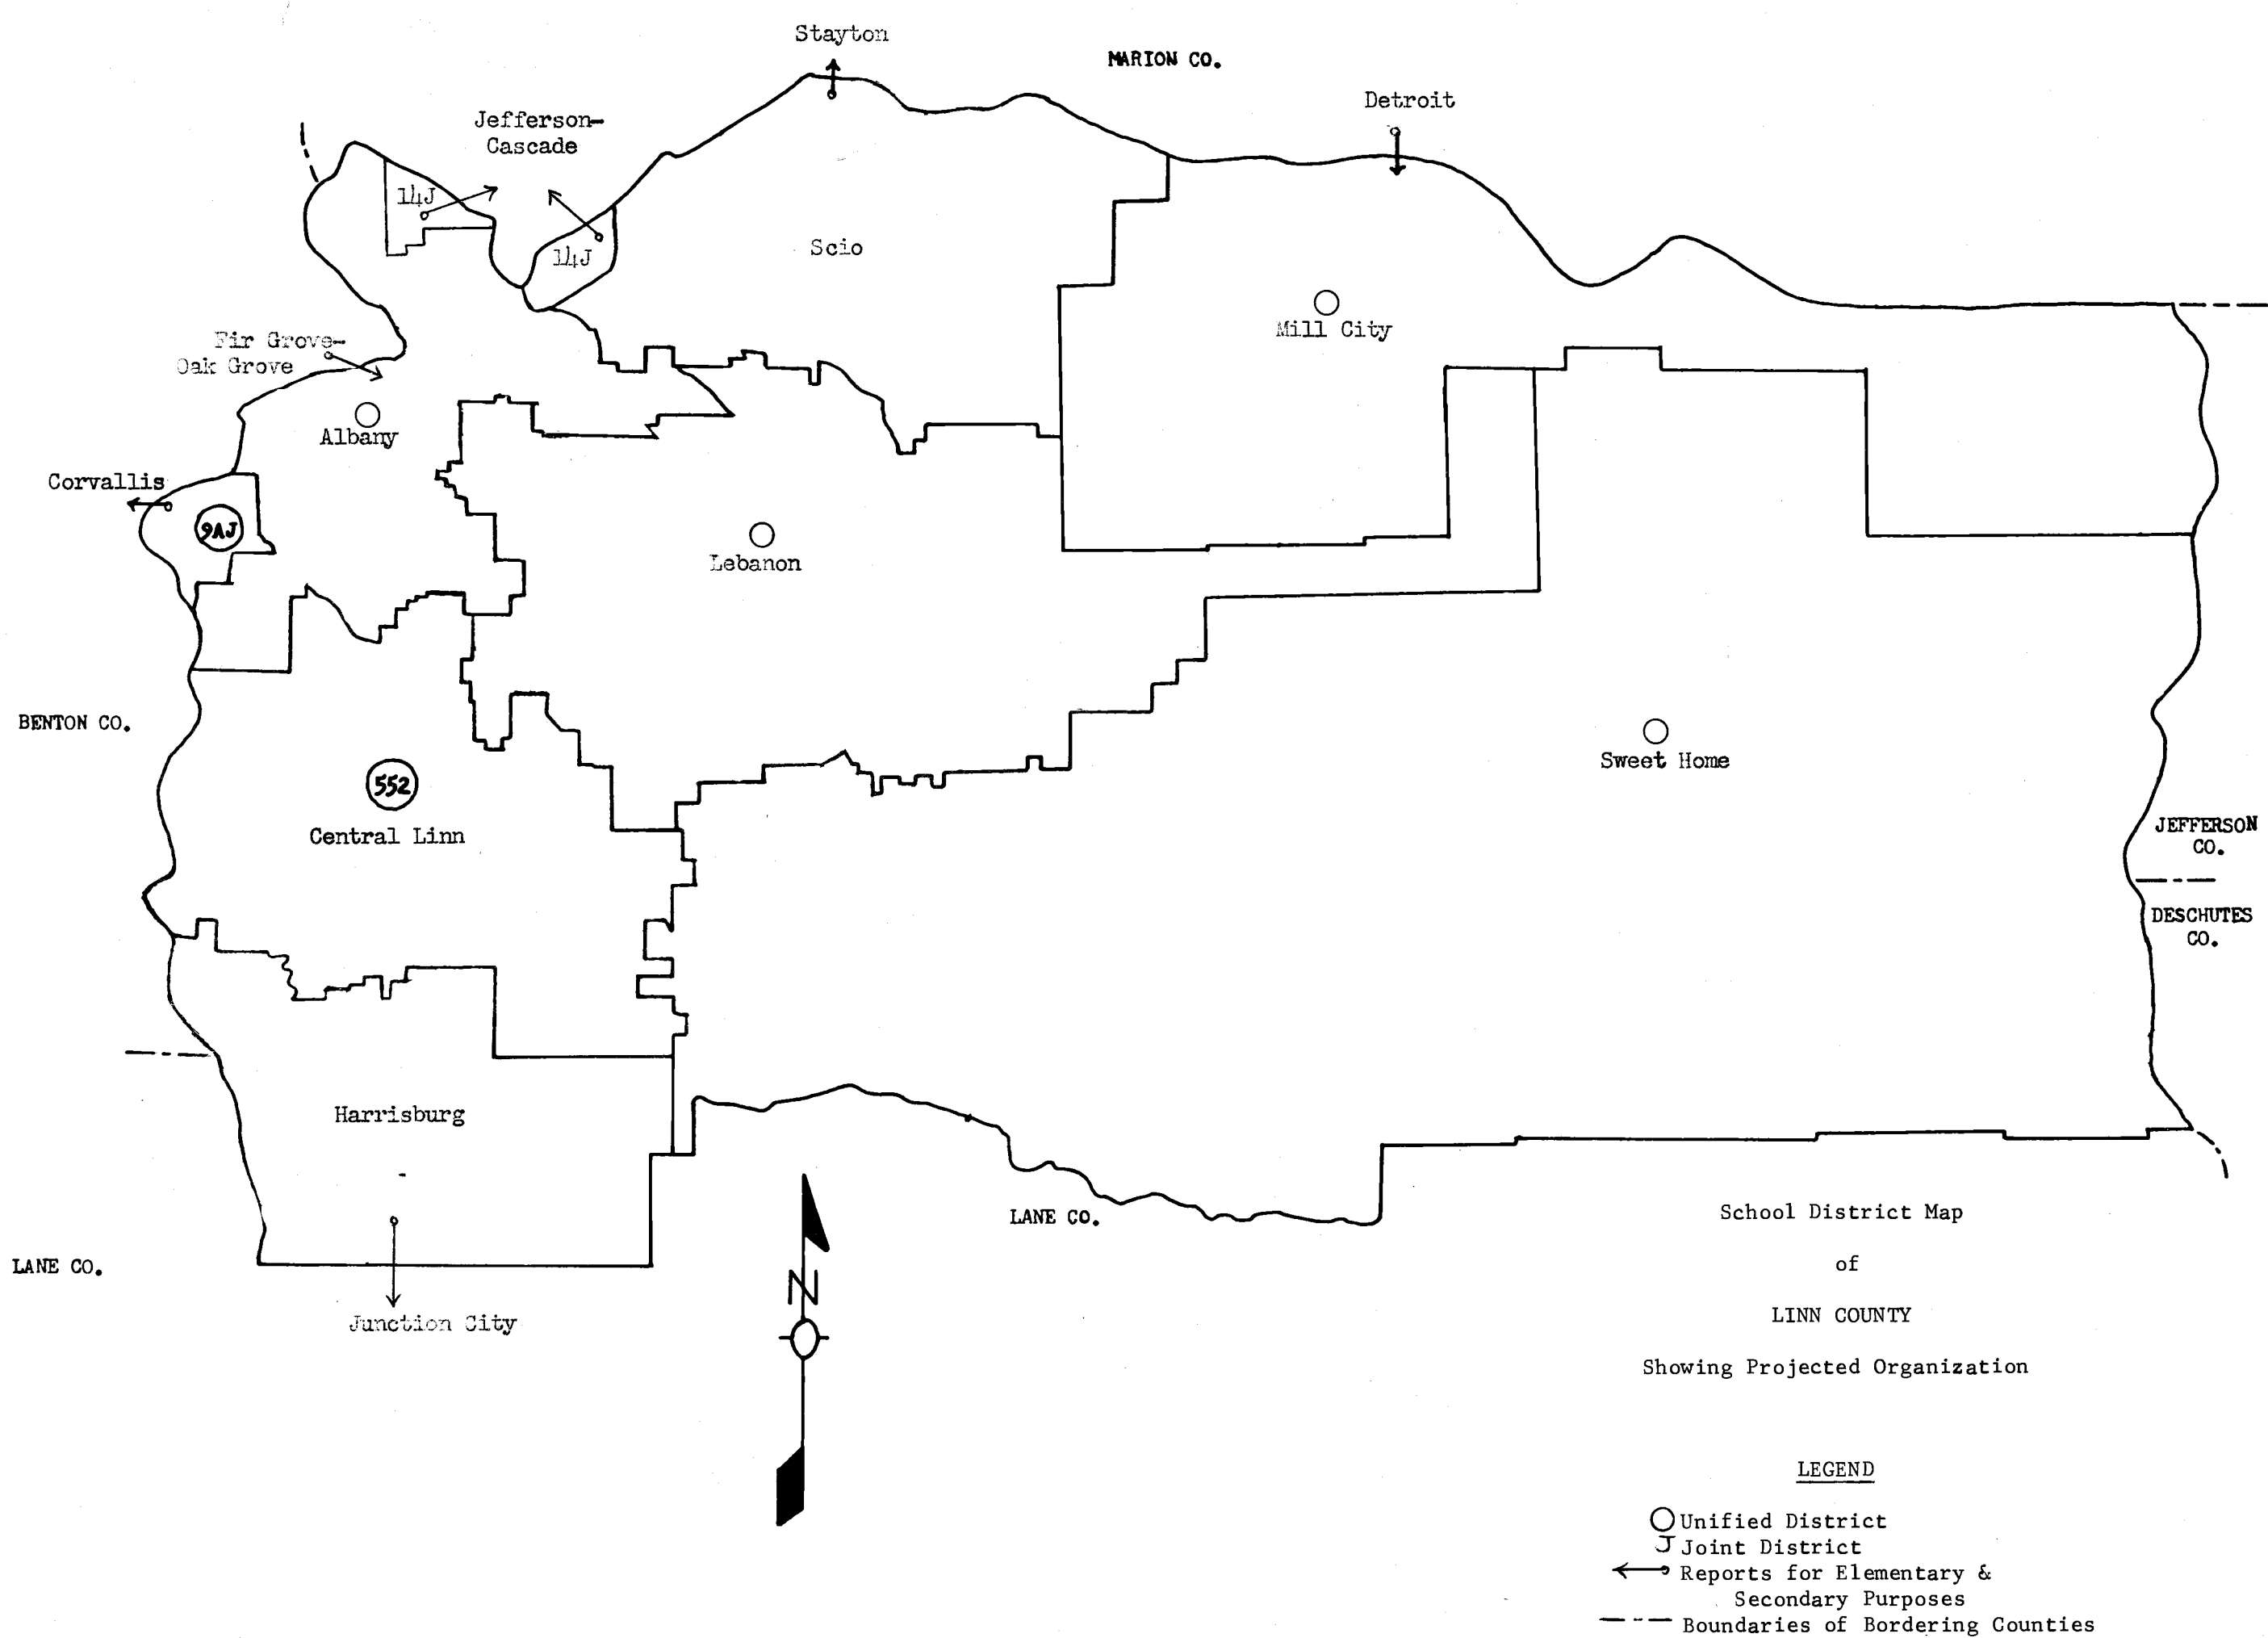 Stayton
MARION CO.
Detroit
Jefferson-
Cascade
14J
14J
Scio
Mill City
Fir Grove-
Oak Grove
Albany
Corvallis
9AJ
Lebanon
BENTON CO.
Sweet Home
552
Central Linn
JEFFERSON
CO.
DESCHUTES
CO.
Harrisburg
LANE CO.
LANE CO.
Junction City
N
School District Map
of
LINN COUNTY
Showing Projected Organization
LEGEND
Unified District
J Joint District
Reports for Elementary &
Secondary Purposes
Boundaries of Bordering Counties